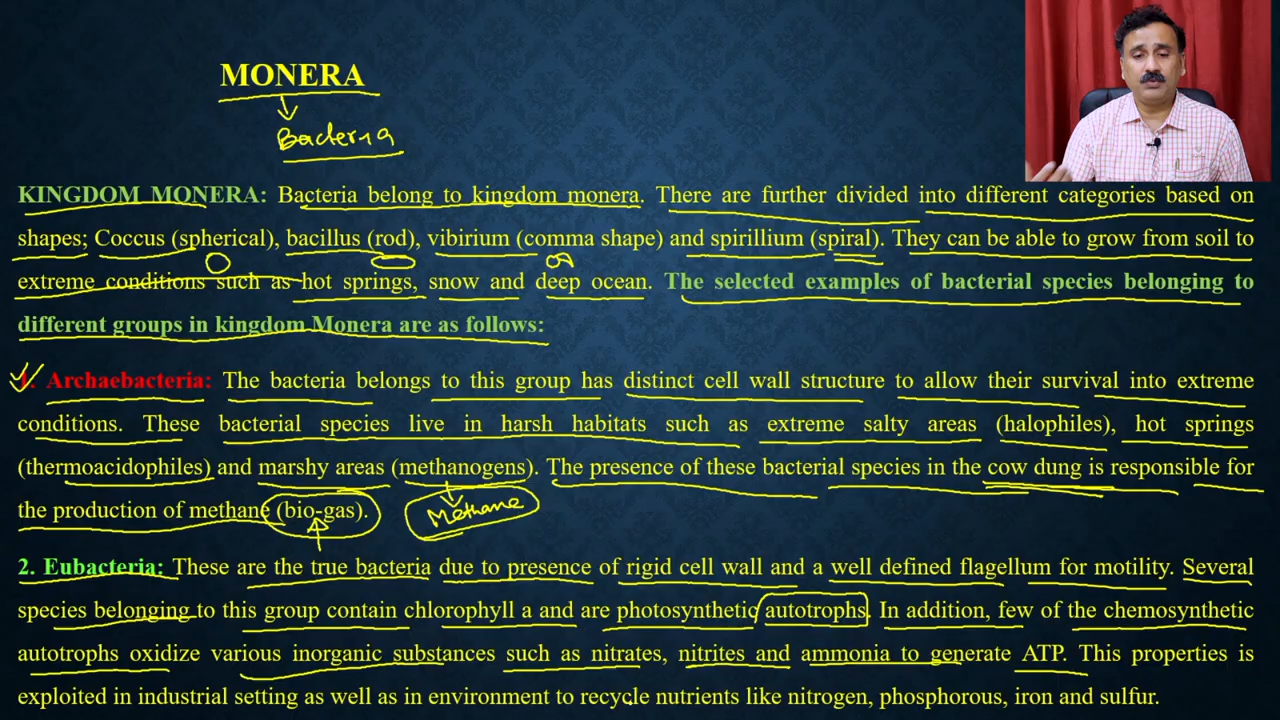 MONERA
Bacteria
KINGDOM MONERA: Bacteria belong to kingdom monera. There are further divided into different categories based on
shapes; Coccus (spherical), bacillus (rod), vibirium (comma shape) and spirillium (spiral). They can be able to grow from soil to
extreme conditions such as hot springs, snow and deep ocean. The selected examples of bacterial species belonging to
different groups in kingdom Monera are as follows:
1. Archaebacteria: The bacteria belongs to this group has distinct cell wall structure to allow their survival into extreme
conditions. These bacterial species live in harsh habitats such as extreme salty areas (halophiles), hot springs
(thermoacidophiles) and marshy areas (methanogens). The presence of these bacterial species in the cow dung is responsible for
the production of methane (bio-gas).
Methane
2. Eubacteria: These are the true bacteria due to presence of rigid cell wall and a well defined flagellum for motility. Several
species belonging to this group contain chlorophyll a and are photosynthetic autotrophs. In addition, few of the chemosynthetic
autotrophs oxidize various inorganic substances such as nitrates, nitrites and ammonia to generate ATP. This properties is
exploited in industrial setting as well as in environment to recycle nutrients like nitrogen, phosphorous, iron and sulfur.